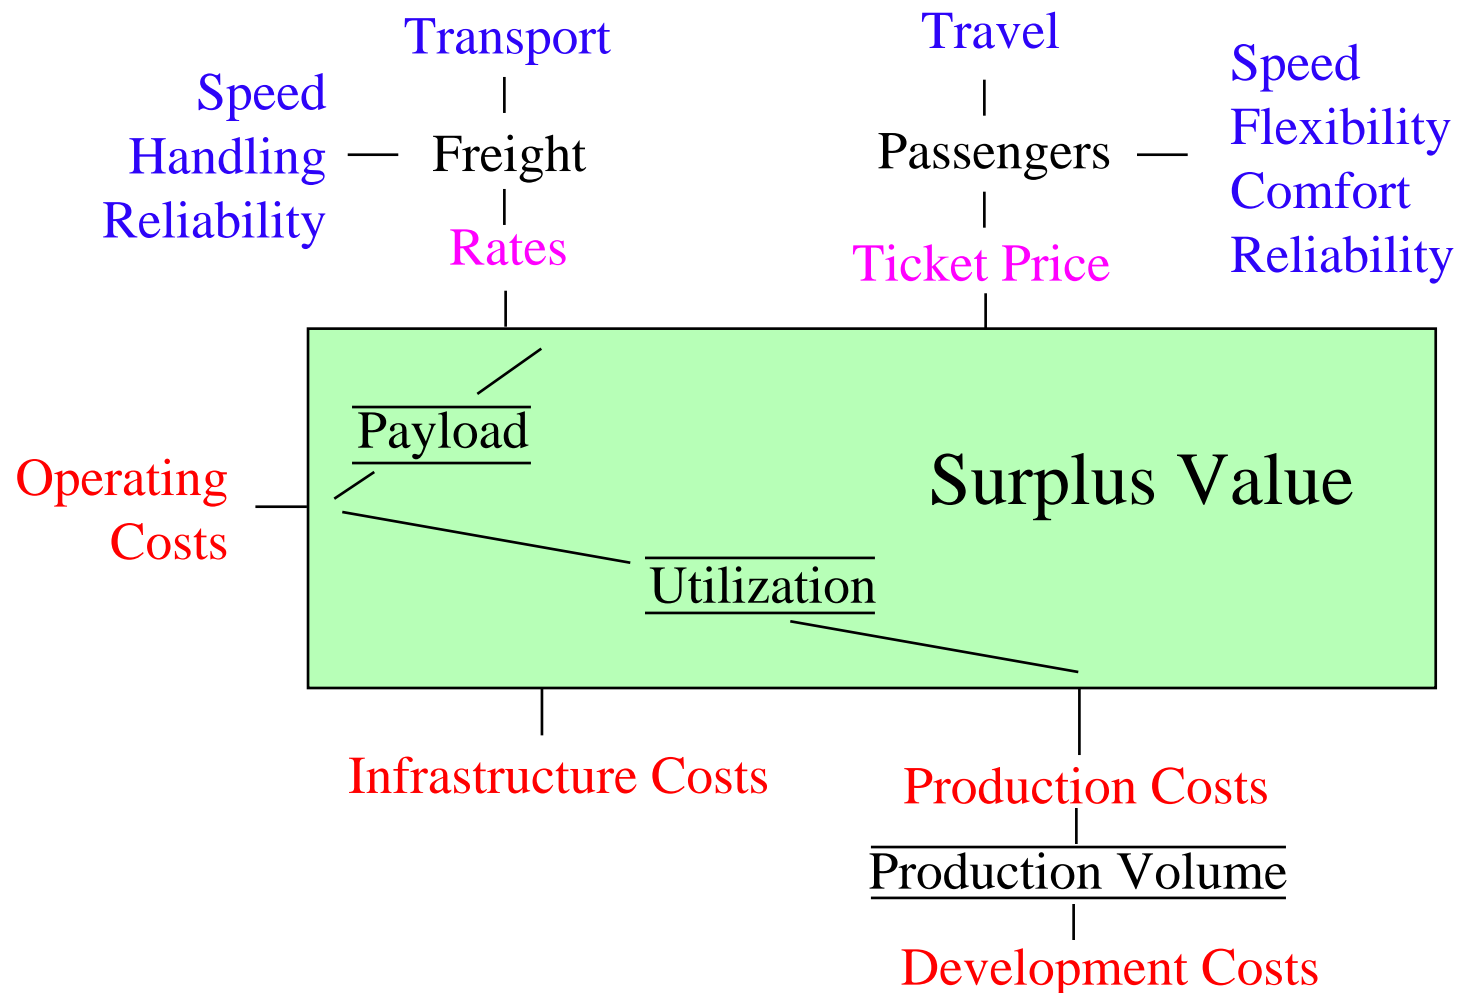 Transport
Speed
Handling
Reliability
Freight
Rates
Travel
Passengers
Ticket Price
Speed
Flexibility
Comfort
Reliability
Payload
Operating
Costs
Surplus Value
Utilization
Infrastructure Costs
Production Costs
Production Volume
Development Costs